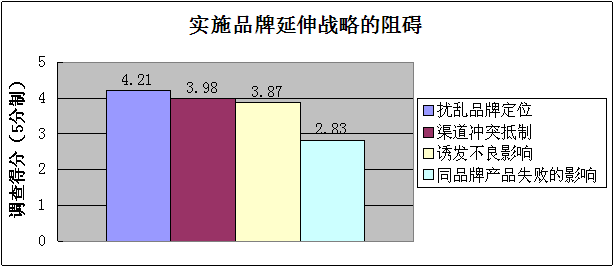 实施品牌延伸战略的阻碍
调查得分（5分制）
5
4
3
2
1
0
4.21
3.98
3.87
2.83
扰乱品牌定位
渠道冲突抵制
诱发不良影响
同品牌产品失败的影响